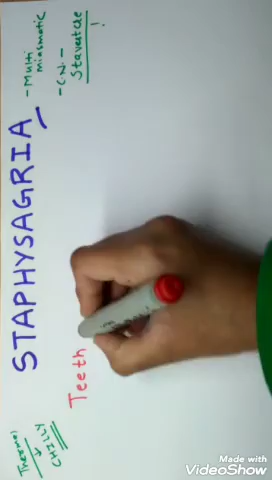 Thermal
↓
CHILLY
STAPHYSAGRIA
- Multi
miasmatic
- C.N. -
Stavesacre
Teeth
Made with
VideoShow